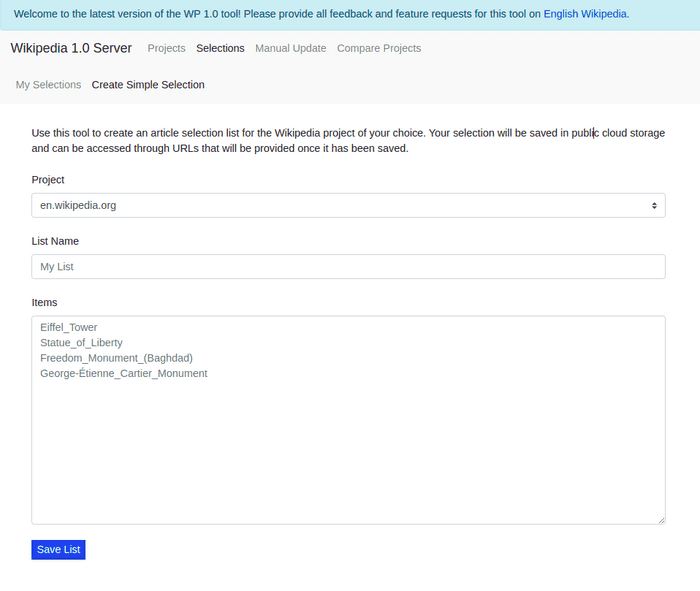 Welcome to the latest version of the WP 1.0 tool! Please provide all feedback and feature requests for this tool on English Wikipedia.
Wikipedia 1.0 Server Projects Selections Manual Update Compare Projects
My Selections Create Simple Selection
Use this tool to create an article selection list for the Wikipedia project of your choice. Your selection will be saved in public cloud storage
and can be accessed through URLs that will be provided once it has been saved.
Project
en.wikipedia.org
List Name
My List
Items
Eiffel_Tower
Statue_of_Liberty
Freedom_Monument_(Baghdad)
George-Étienne_Cartier_Monument
Save List